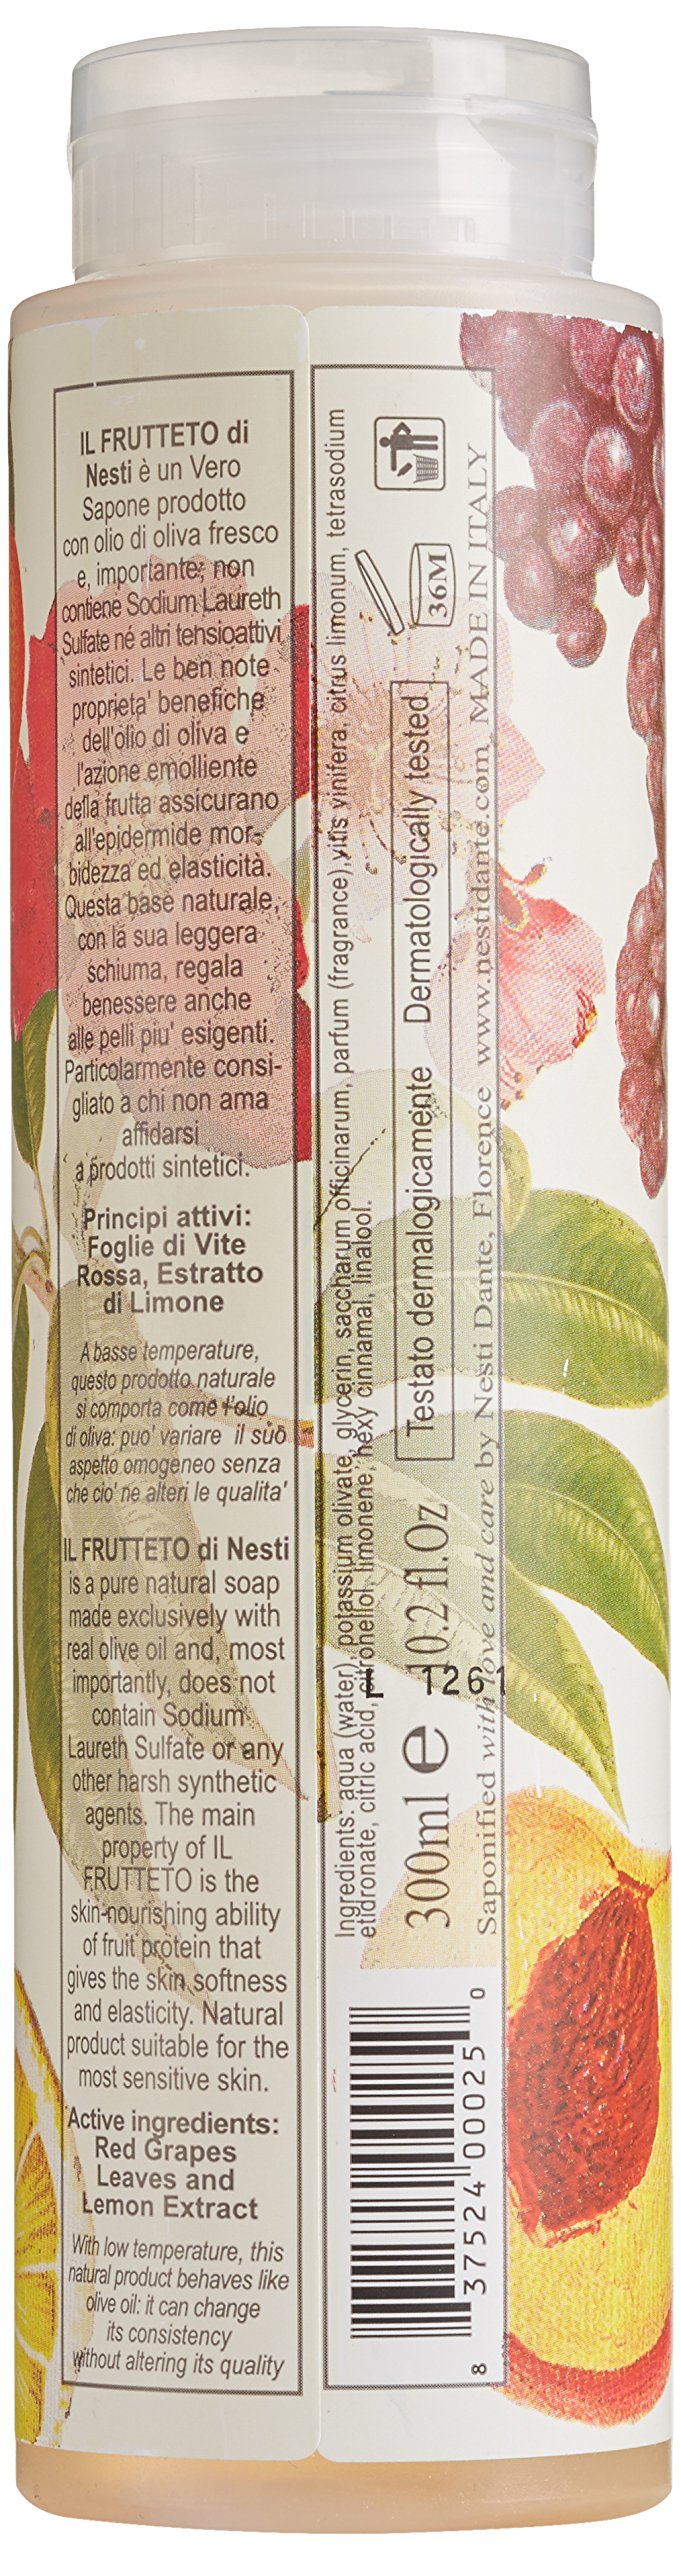 IL FRUTTETO di
Nesti è un Vero
Sapone prodotto
con olio di oliva fresco
e, importante; non
contiene Sodium Laureth
Sulfate né altri tensioattivi
sintetici. Le ben note
proprieta' benefiche
dell'olio di oliva e
l'azione emolliente
della frutta assicurano
all'epidermide mor-
bidezza ed elasticità.
Questa base naturale,
con la sua leggera
schiuma, regala
benessere anche
alle pelli piu' esigenti.
Particolarmente consi-
gliato a chi non ama
affidarsi
a prodotti sintetici.
Principi attivi:
Foglie di Vite
Rossa, Estratto
di Limone
A basse temperature,
questo prodotto naturale
si comporta come l'olio
di oliva: puo' variare il suo
aspetto omogeneo senza
che cio' ne alteri le qualita'
IL FRUTTETO di Nesti
is a pure natural soap
made exclusively with
real olive oil and, most
importantly, does not
contain Sodium
Laureth Sulfate or any
other harsh synthetic
agents. The main
property of IL
FRUTTETO is the
skin-nourishing ability
of fruit protein that
gives the skin softness
and elasticity. Natural
product suitable for the
most sensitive skin.
Active ingredients:
Red Grapes
Leaves and
Lemon Extract
With low temperature, this
natural product behaves like
olive oil: it can change
its consistency
without altering its quality
Ingredients: aqua (water), potassium olivate, glycerin, saccharum officinarum, parfum (fragrance), vitis vinifera, citrus limonum, tetrasodium
etidronate, citric acid, citronellol, limonene, hexy cinnamal, linalool.
L 1261
300ml e 10.2 fl.Oz
Testato dermalogicamente Dermatologically tested
36M
Saponified with love and care by Nesti Dante, Florence www.nestidante.com MADE IN ITALY
8 37524 00025 0